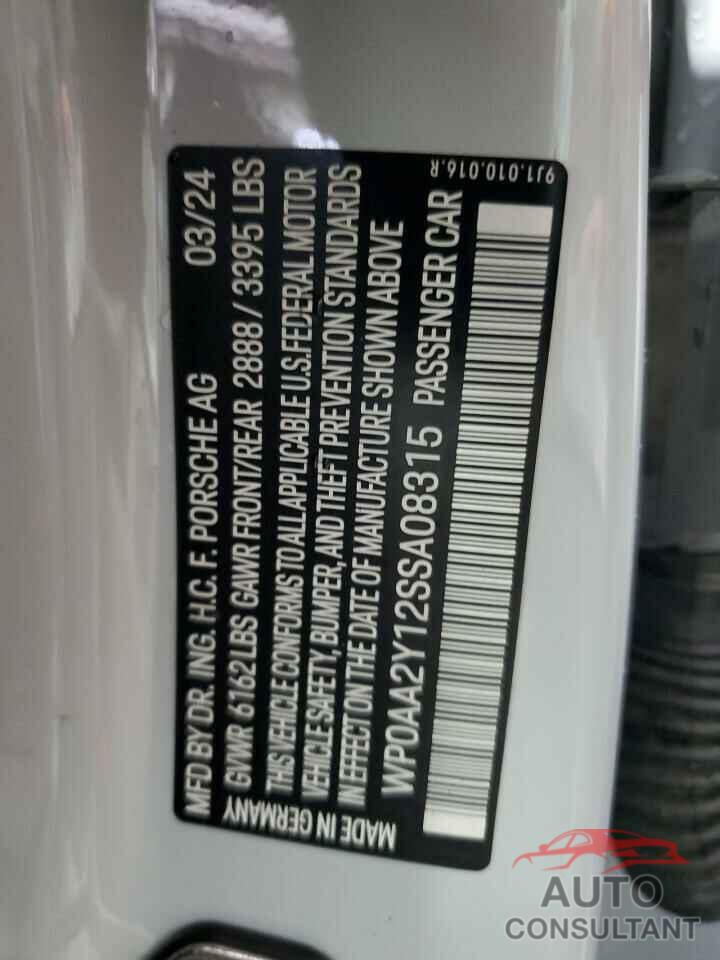 MFD BY DR. ING. H.C. F. PORSCHE AG 03/24
GVWR 6162 LBS GAWR FRONT/REAR 2888 / 3395 LBS
THIS VEHICLE CONFORMS TO ALL APPLICABLE U.S. FEDERAL MOTOR
VEHICLE SAFETY, BUMPER, AND THEFT PREVENTION STANDARDS
IN EFFECT ON THE DATE OF MANUFACTURE SHOWN ABOVE
WP0AA2Y12SSA08315 PASSENGER CAR
MADE IN GERMANY
9J1.010.016.R
AUTO
CONSULTANT